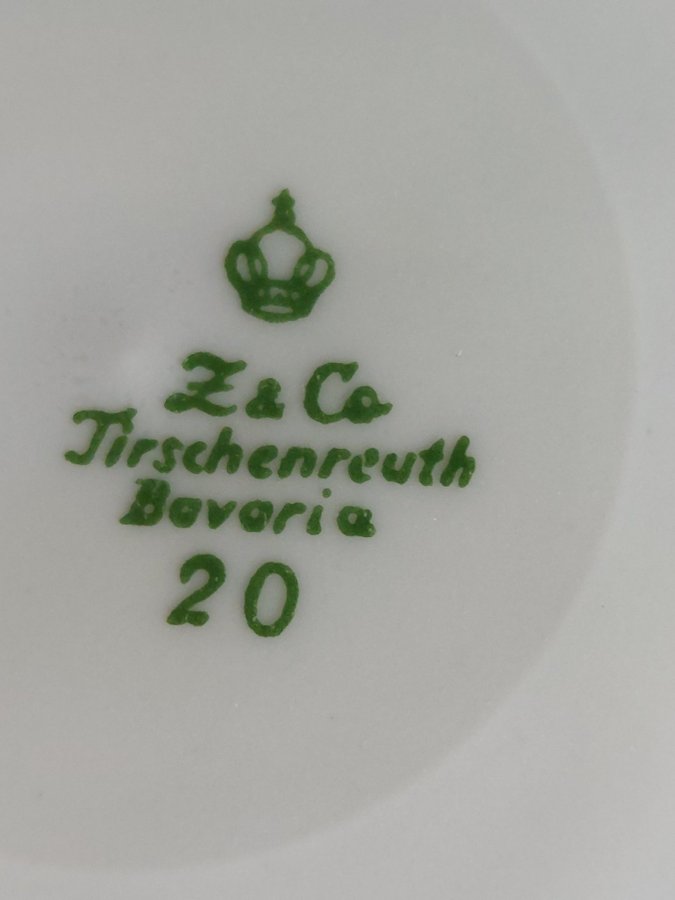 Z & Co
Tirschenreuth
Bavaria
20